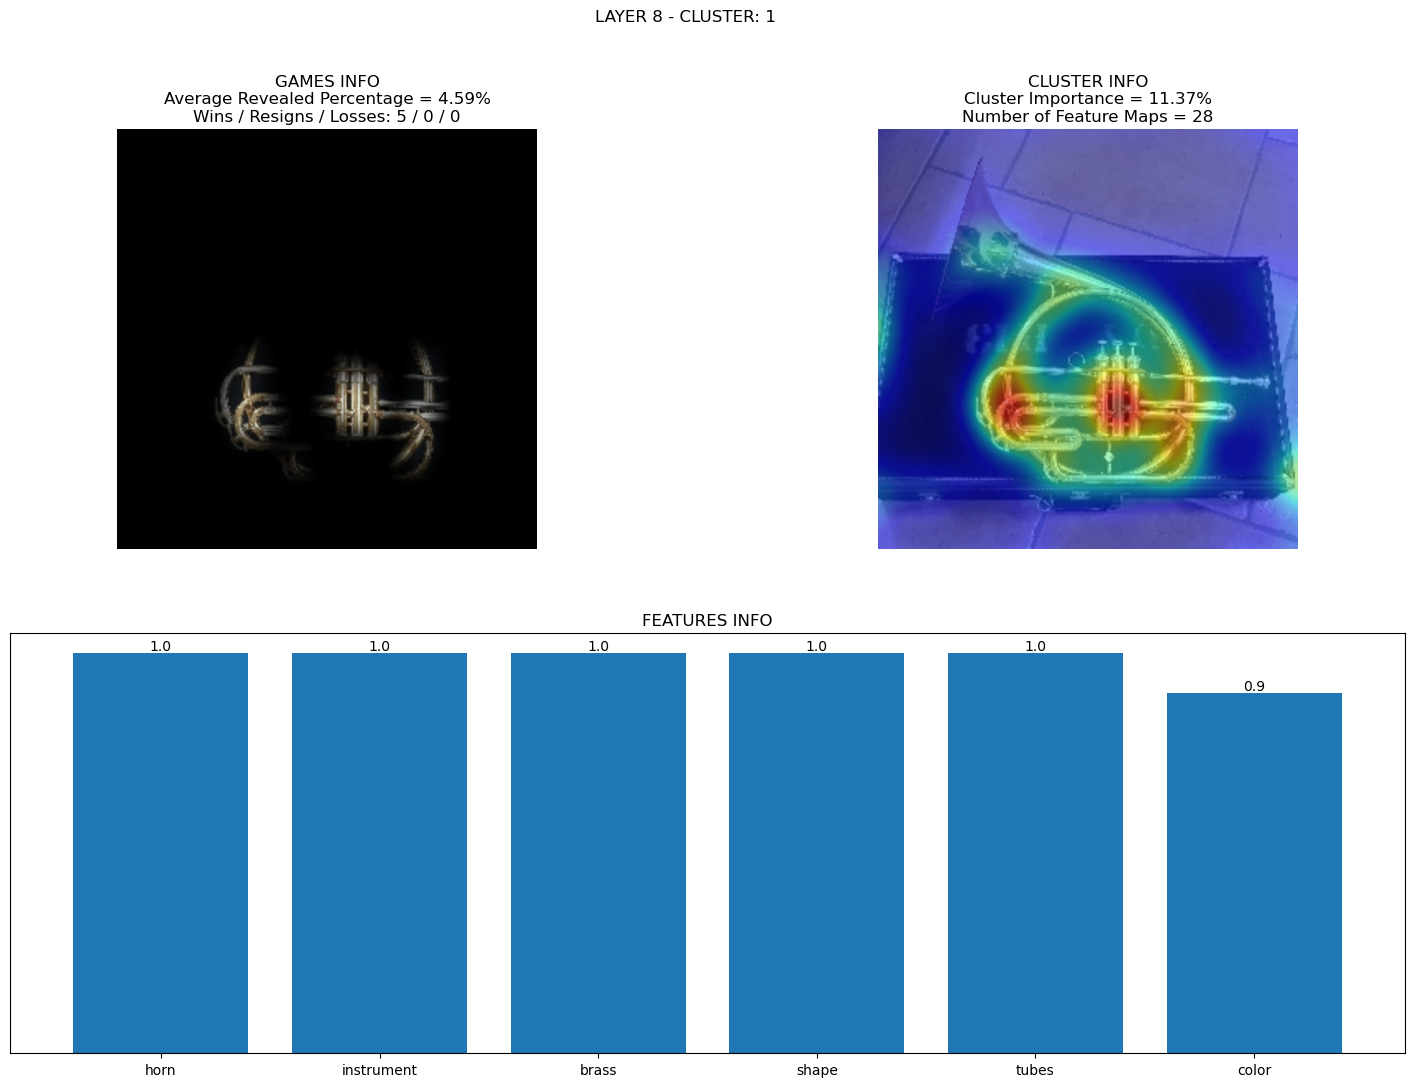 LAYER 8 - CLUSTER: 1
GAMES INFO
Average Revealed Percentage = 4.59%
Wins / Resigns / Losses: 5 / 0 / 0
CLUSTER INFO
Cluster Importance = 11.37%
Number of Feature Maps = 28
FEATURES INFO
1.0 1.0 1.0 1.0 1.0 0.9
horn instrument brass shape tubes color